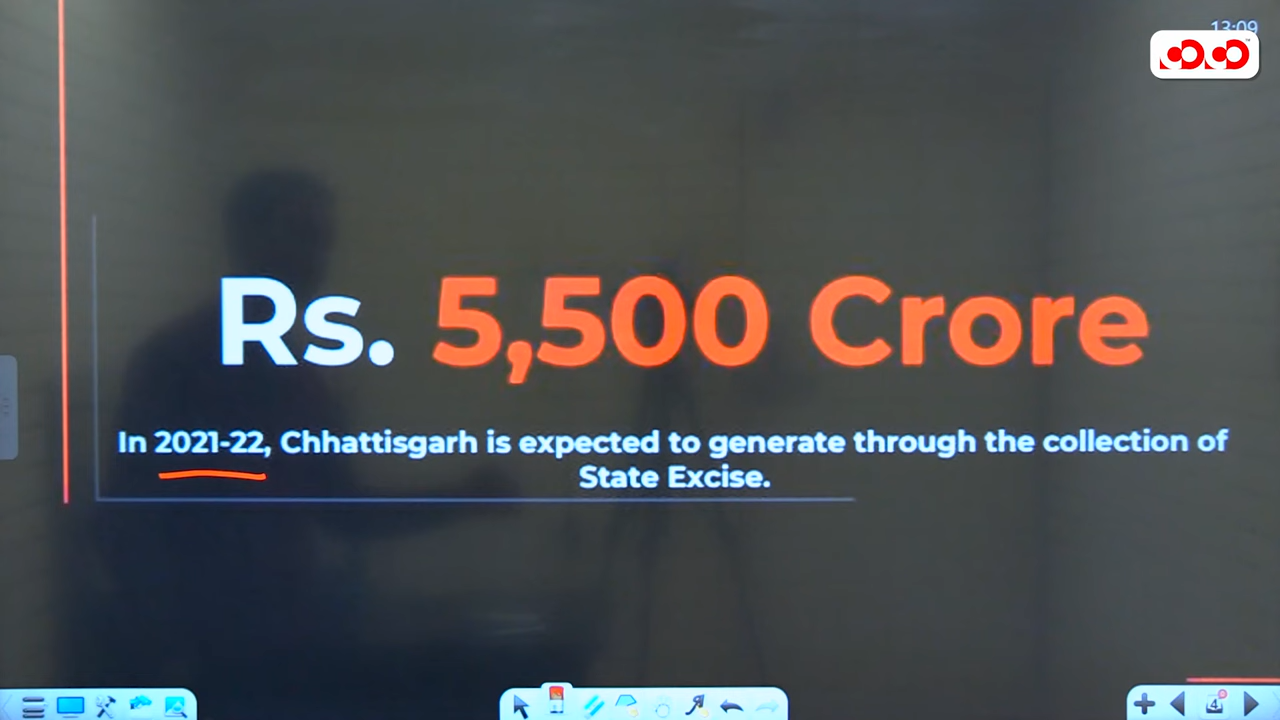 13:09
Rs. 5,500 Crore
In 2021-22, Chhattisgarh is expected to generate through the collection of
State Excise.
4